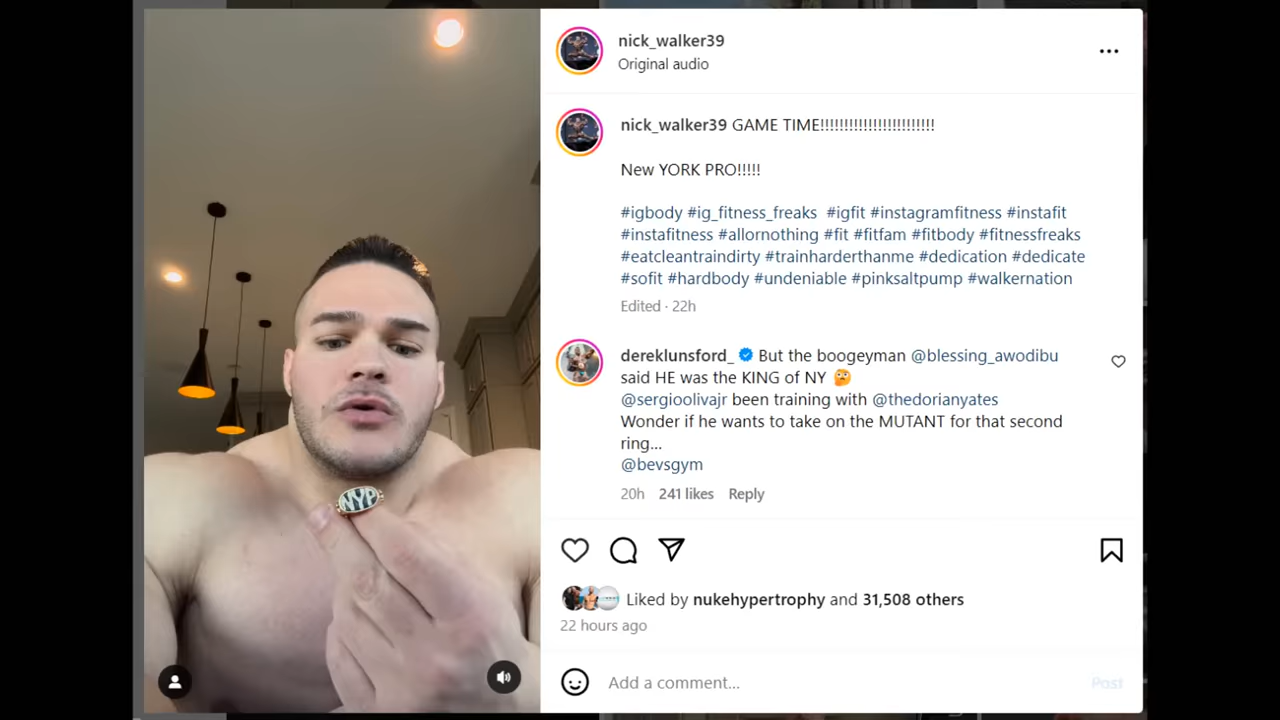 nick_walker39
Original audio
nick_walker39 GAME TIME!!!!!!!!!!!!!!!!!!!!!!!!
New YORK PRO!!!!!
#igbody #ig_fitness_freaks #igfit #instagramfitness #instafit
#instafitness #allornothing #fit #fitfam #fitbody #fitnessfreaks
#eatcleantraindirty #trainharderthanme #dedication #dedicate
#sofit #hardbody #undeniable #pinksaltpump #walkernation
Edited · 22h
dereklunsford_ But the boogeyman @blessing_awodibu
said HE was the KING of NY 🤔
@sergioolivajr been training with @thedorianyates
Wonder if he wants to take on the MUTANT for that second
ring...
@bevsgym
20h 241 likes Reply
NYP
Liked by nukehypertrophy and 31,508 others
22 hours ago
Add a comment...
Post